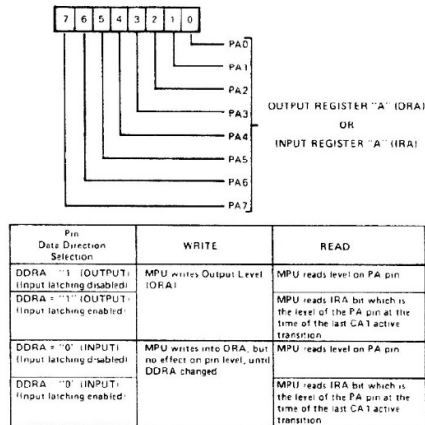 7 6 5 4 3 2 1 0
PA0
PA1
PA2
PA3
PA4
PA5
PA6
PA7
OUTPUT REGISTER "A" (ORA)
OR
INPUT REGISTER "A" (IRA)
Pin
Data Direction
Selection
WRITE
READ
DDRA "1" (OUTPUT)
(Input latching disabled)
MPU writes Output Level
(ORA)
MPU reads level on PA pin
DDRA = "1" (OUTPUT)
(Input latching enabled)
MPU reads IRA bit which is
the level of the PA pin at the
time of the last CA1 active
transition
DDRA = "0" (INPUT)
(Input latching disabled)
MPU writes into ORA, but
no effect on pin level, until
DDRA changed
MPU reads level on PA pin
DDRA "0" (INPUT)
(Input latching enabled)
MPU reads IRA bit which is
the level of the PA pin at the
time of the last CA1 active
transition